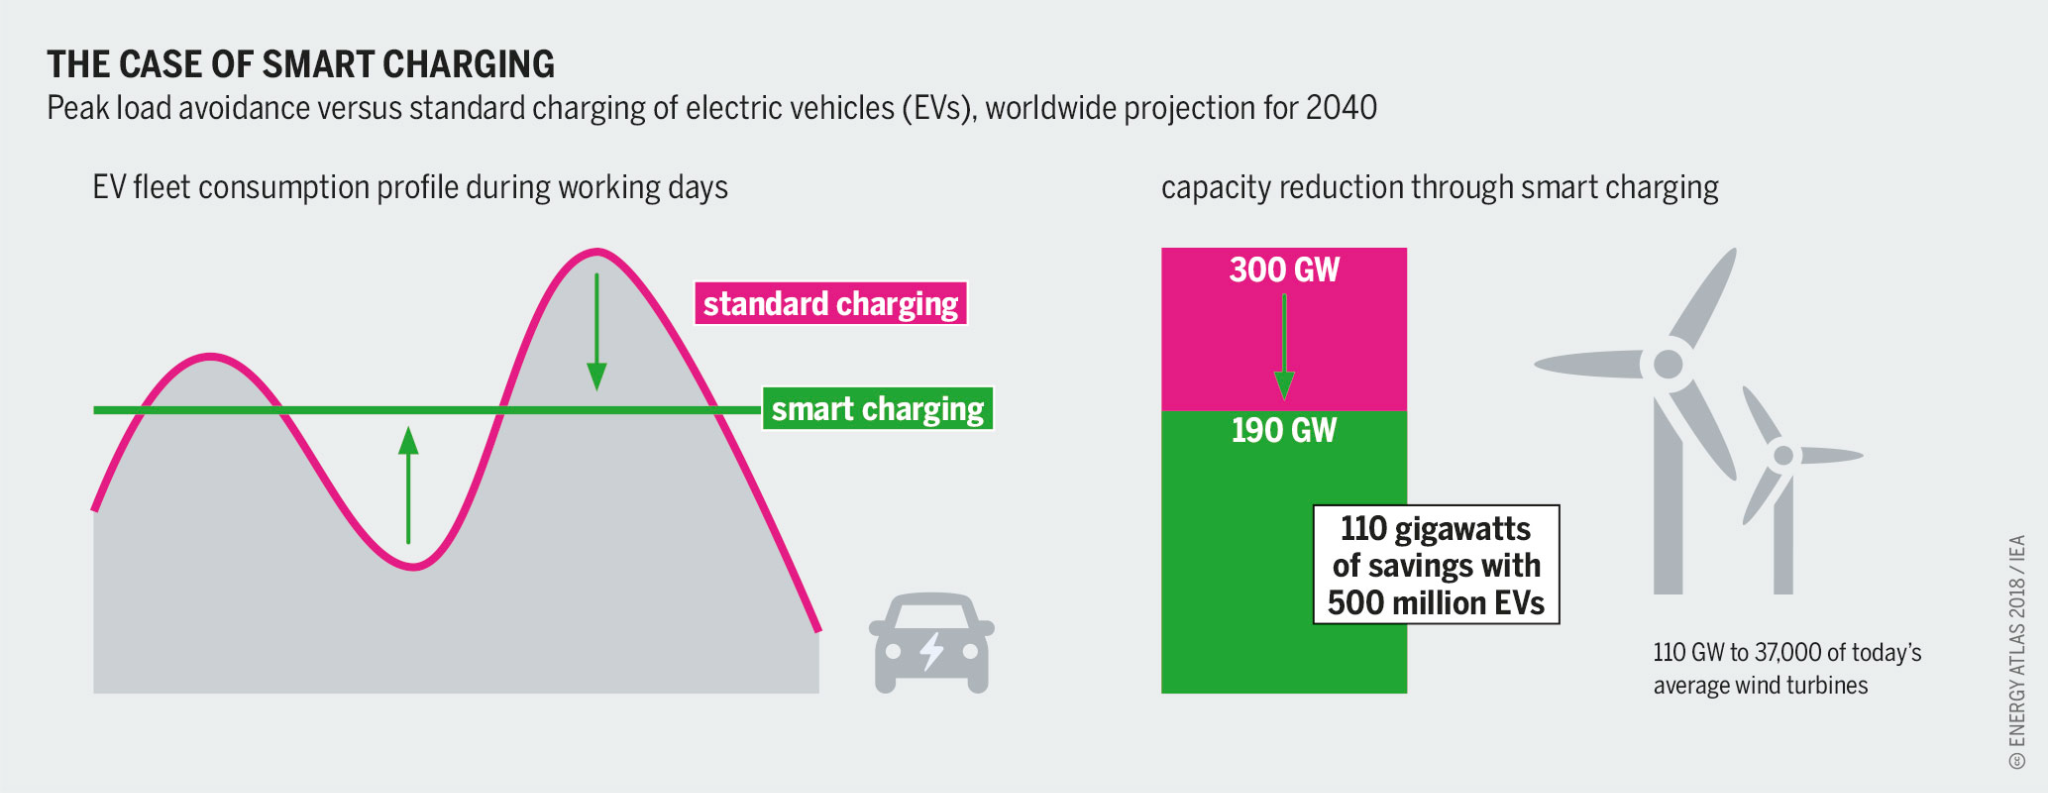 THE CASE OF SMART CHARGING
Peak load avoidance versus standard charging of electric vehicles (EVs), worldwide projection for 2040
EV fleet consumption profile during working days
standard charging
smart charging
capacity reduction through smart charging
300 GW
190 GW
110 gigawatts
of savings with
500 million EVs
110 GW to 37,000 of today's
average wind turbines
cc ENERGY ATLAS 2018 / IEA